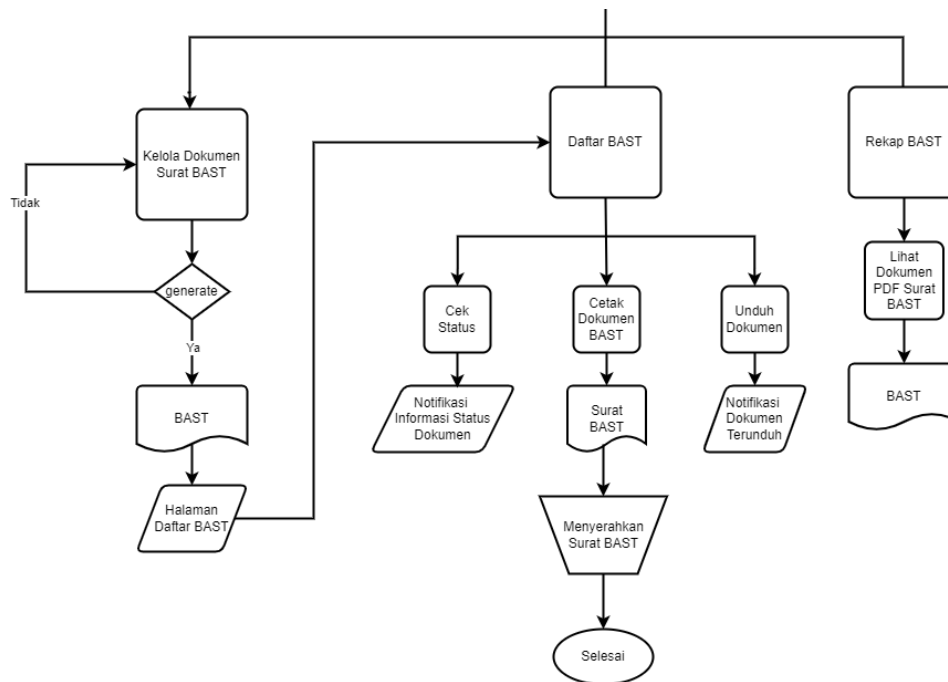 Kelola Dokumen
Surat BAST
Daftar BAST
Rekap BAST
Tidak
generate
Ya
BAST
Halaman
Daftar BAST
Cek
Status
Notifikasi
Informasi Status
Dokumen
Cetak
Dokumen
BAST
Surat
BAST
Menyerahkan
Surat BAST
Selesai
Unduh
Dokumen
Notifikasi
Dokumen
Terunduh
Lihat
Dokumen
PDF Surat
BAST
BAST